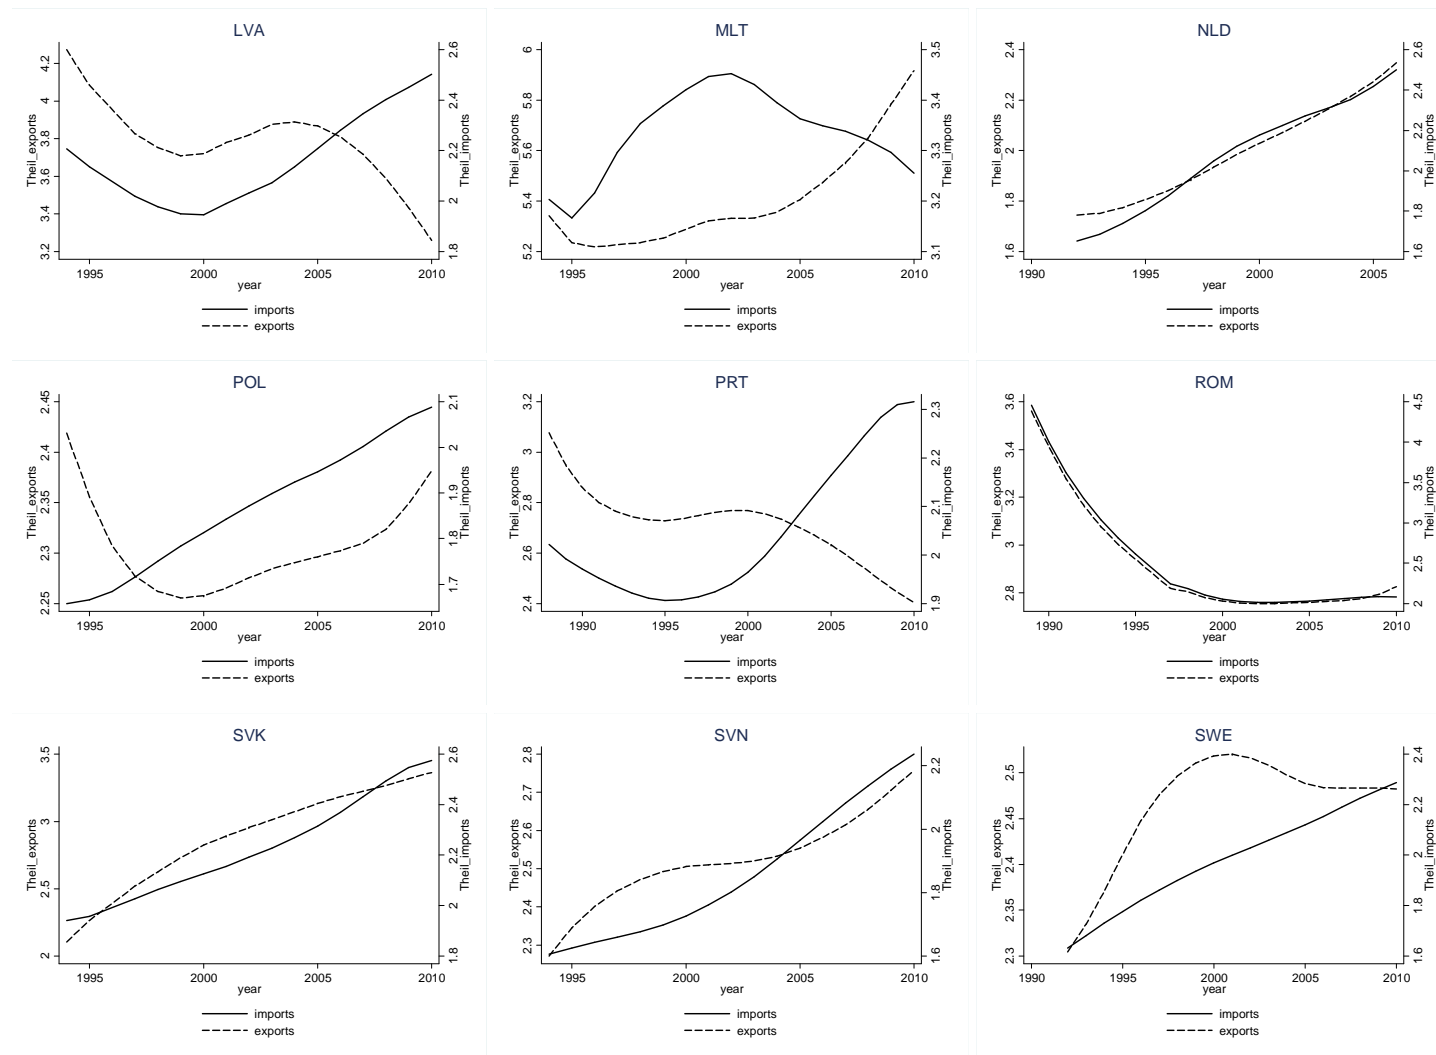 LVA
Theil_exports
3.2 3.4 3.6 3.8 4 4.2
Theil_imports
1.8 2 2.2 2.4 2.6
1995 2000 2005 2010
year
imports
exports
MLT
Theil_exports
5.2 5.4 5.6 5.8 6
Theil_imports
3.1 3.2 3.3 3.4 3.5
1995 2000 2005 2010
year
imports
exports
NLD
Theil_exports
1.6 1.8 2 2.2 2.4
Theil_imports
1.6 1.8 2 2.2 2.4 2.6
1990 1995 2000 2005
year
imports
exports
POL
Theil_exports
2.25 2.3 2.35 2.4 2.45
Theil_imports
1.7 1.8 1.9 2 2.1
1995 2000 2005 2010
year
imports
exports
PRT
Theil_exports
2.4 2.6 2.8 3 3.2
Theil_imports
1.9 2 2.1 2.2 2.3
1990 1995 2000 2005 2010
year
imports
exports
ROM
Theil_exports
2.8 3 3.2 3.4 3.6
Theil_imports
2 2.5 3 3.5 4 4.5
1990 1995 2000 2005 2010
year
imports
exports
SVK
Theil_exports
2 2.5 3 3.5
Theil_imports
1.8 2 2.2 2.4 2.6
1995 2000 2005 2010
year
imports
exports
SVN
Theil_exports
2.3 2.4 2.5 2.6 2.7 2.8
Theil_imports
1.6 1.8 2 2.2
1995 2000 2005 2010
year
imports
exports
SWE
Theil_exports
2.3 2.35 2.4 2.45 2.5
Theil_imports
1.6 1.8 2 2.2 2.4
1990 1995 2000 2005 2010
year
imports
exports